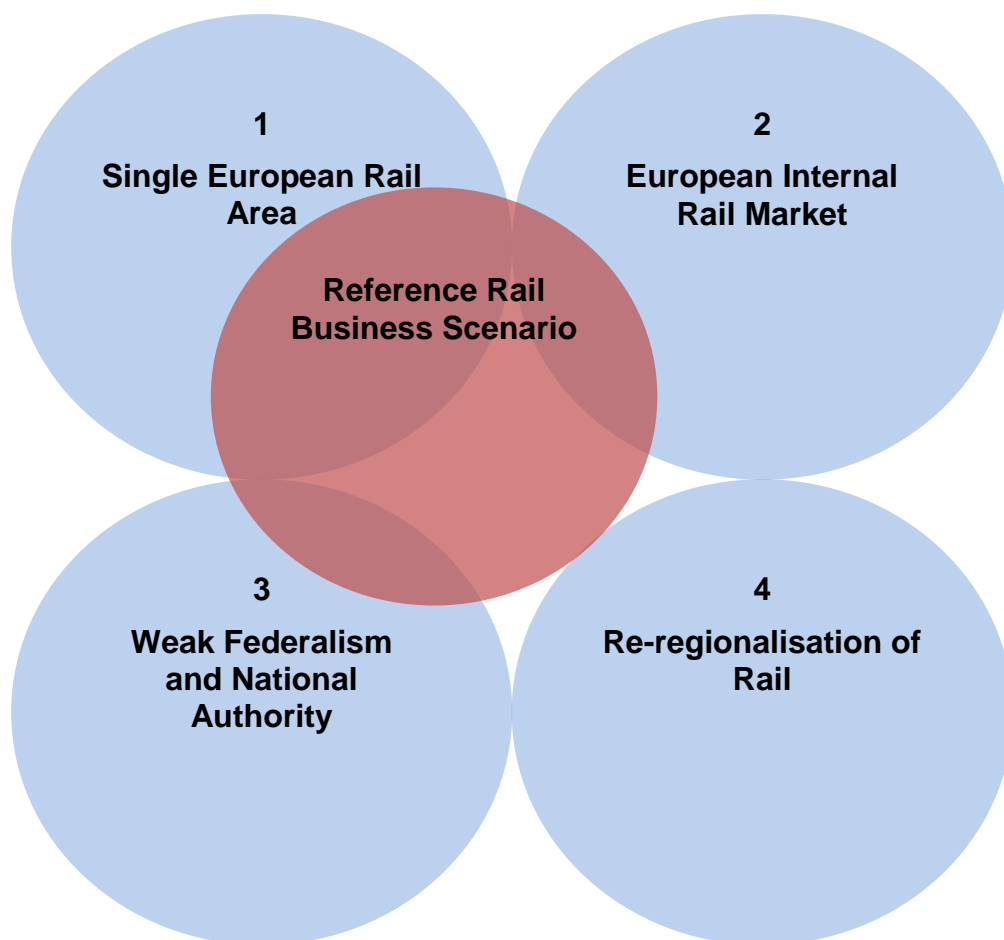 1
Single European Rail
Area
2
European Internal
Rail Market
Reference Rail
Business Scenario
3
Weak Federalism
and National
Authority
4
Re-regionalisation of
Rail